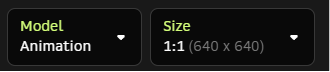 Model
Animation
Size
1:1 (640 x 640)